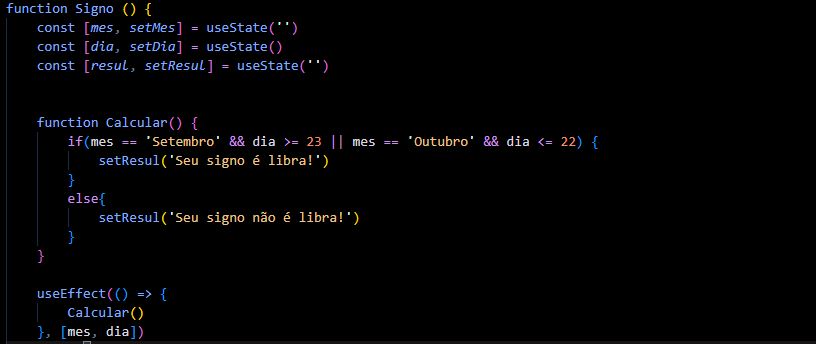 function Signo () {
const [mes, setMes] = useState('')
const [dia, setDia] = useState()
const [resul, setResul] = useState('')
function Calcular() {
if(mes == 'Setembro' && dia >= 23 || mes == 'Outubro' && dia <= 22) {
setResul('Seu signo é libra!')
}
else{
setResul('Seu signo não é libra!')
}
}
useEffect(() => {
Calcular()
}, [mes, dia])